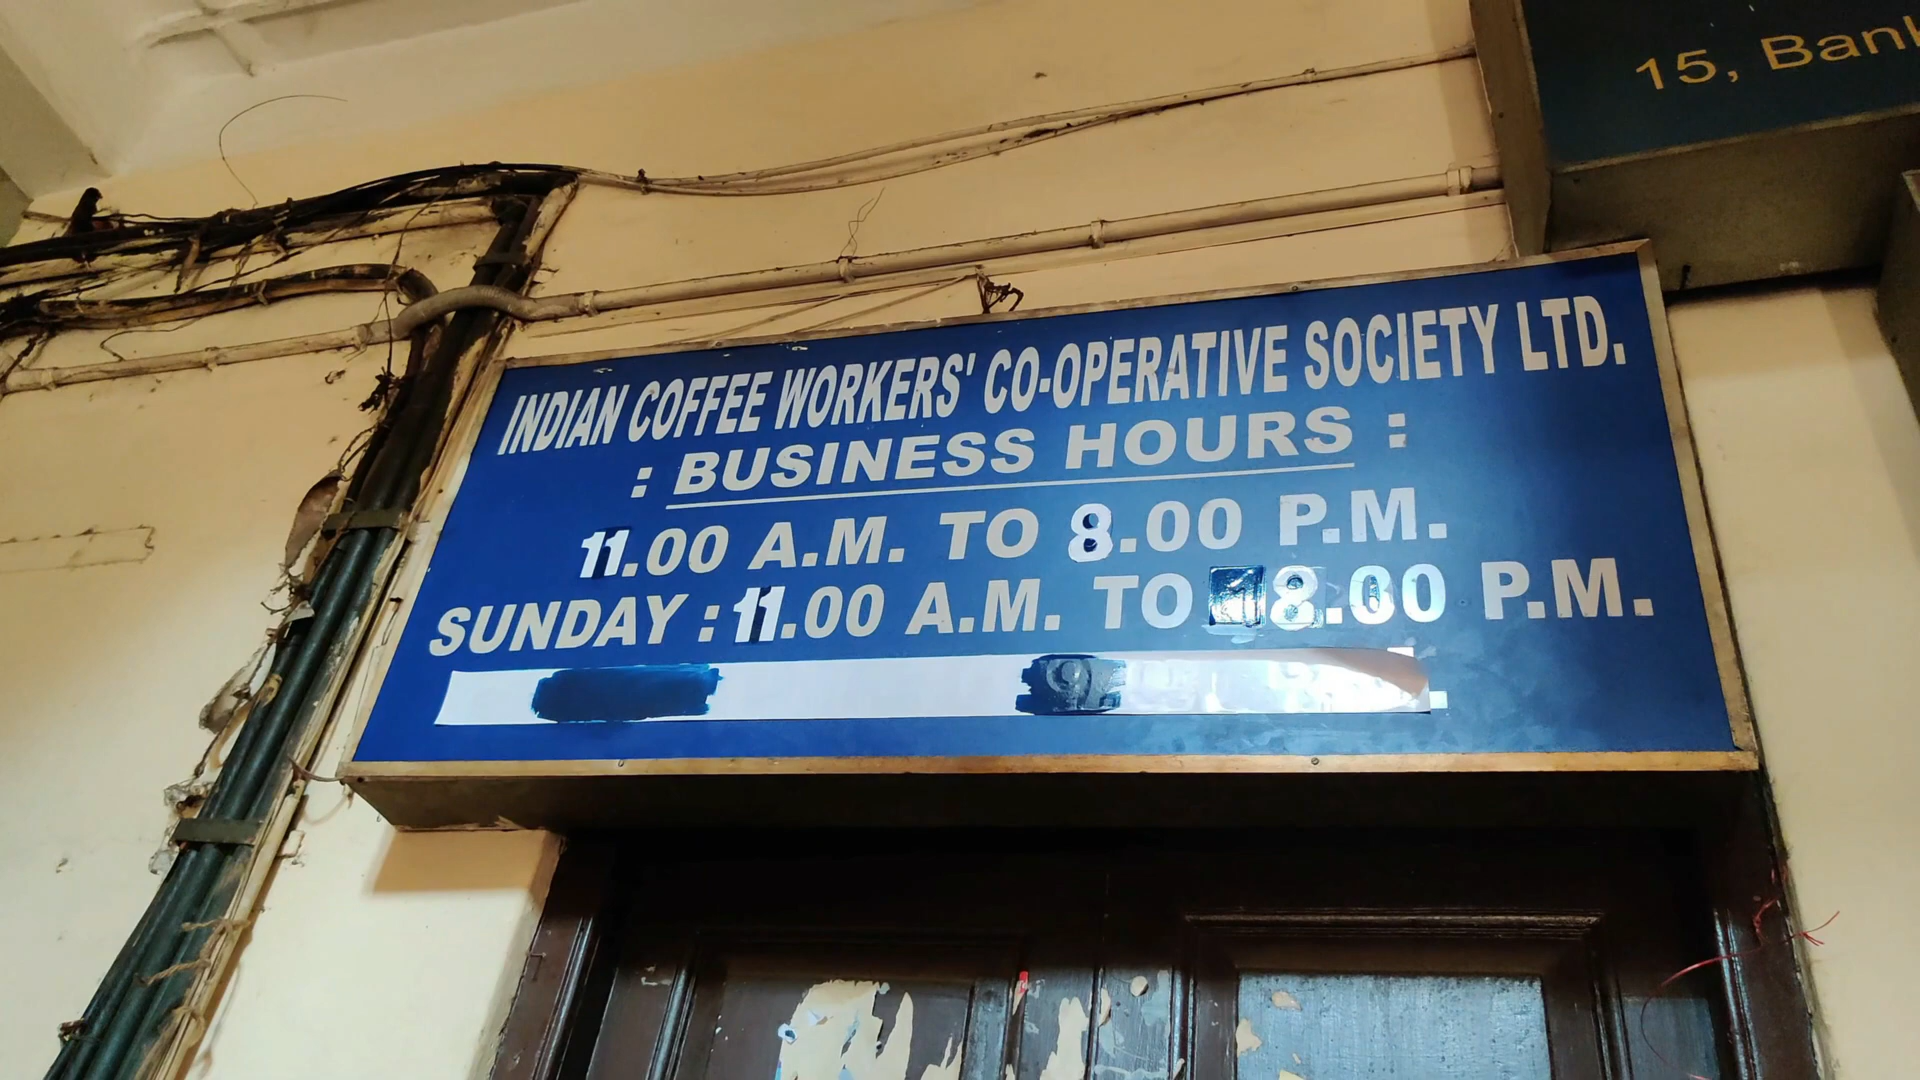 15, Bank
INDIAN COFFEE WORKERS' CO-OPERATIVE SOCIETY LTD.
: BUSINESS HOURS :
11.00 A.M. TO 8.00 P.M.
SUNDAY : 11.00 A.M. TO 8.00 P.M.